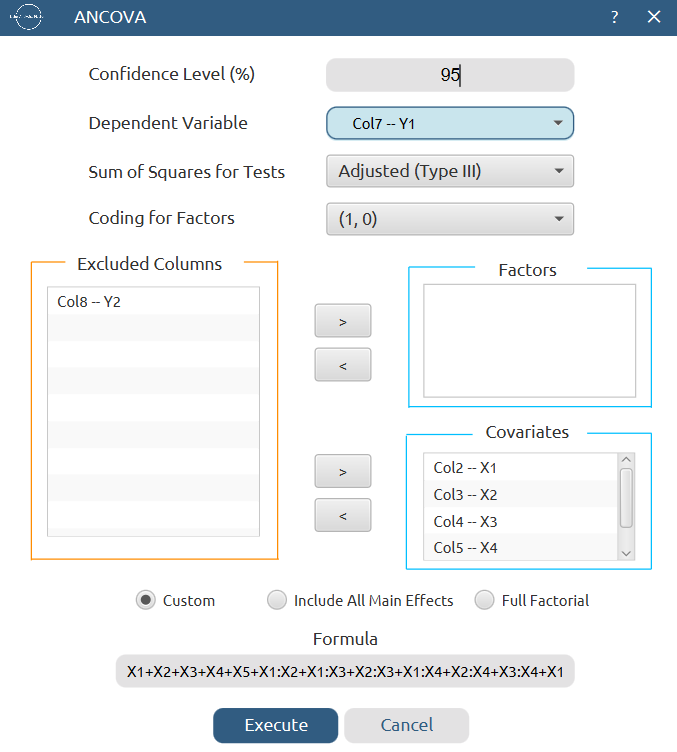 ANCOVA ?
Confidence Level (%) 95
Dependent Variable Col7 -- Y1
Sum of Squares for Tests Adjusted (Type III)
Coding for Factors (1, 0)
Excluded Columns
Col8 -- Y2
>
<
Factors
>
<
Covariates
Col2 -- X1
Col3 -- X2
Col4 -- X3
Col5 -- X4
Custom Include All Main Effects Full Factorial
Formula
X1+X2+X3+X4+X5+X1:X2+X1:X3+X2:X3+X1:X4+X2:X4+X3:X4+X1
Execute Cancel